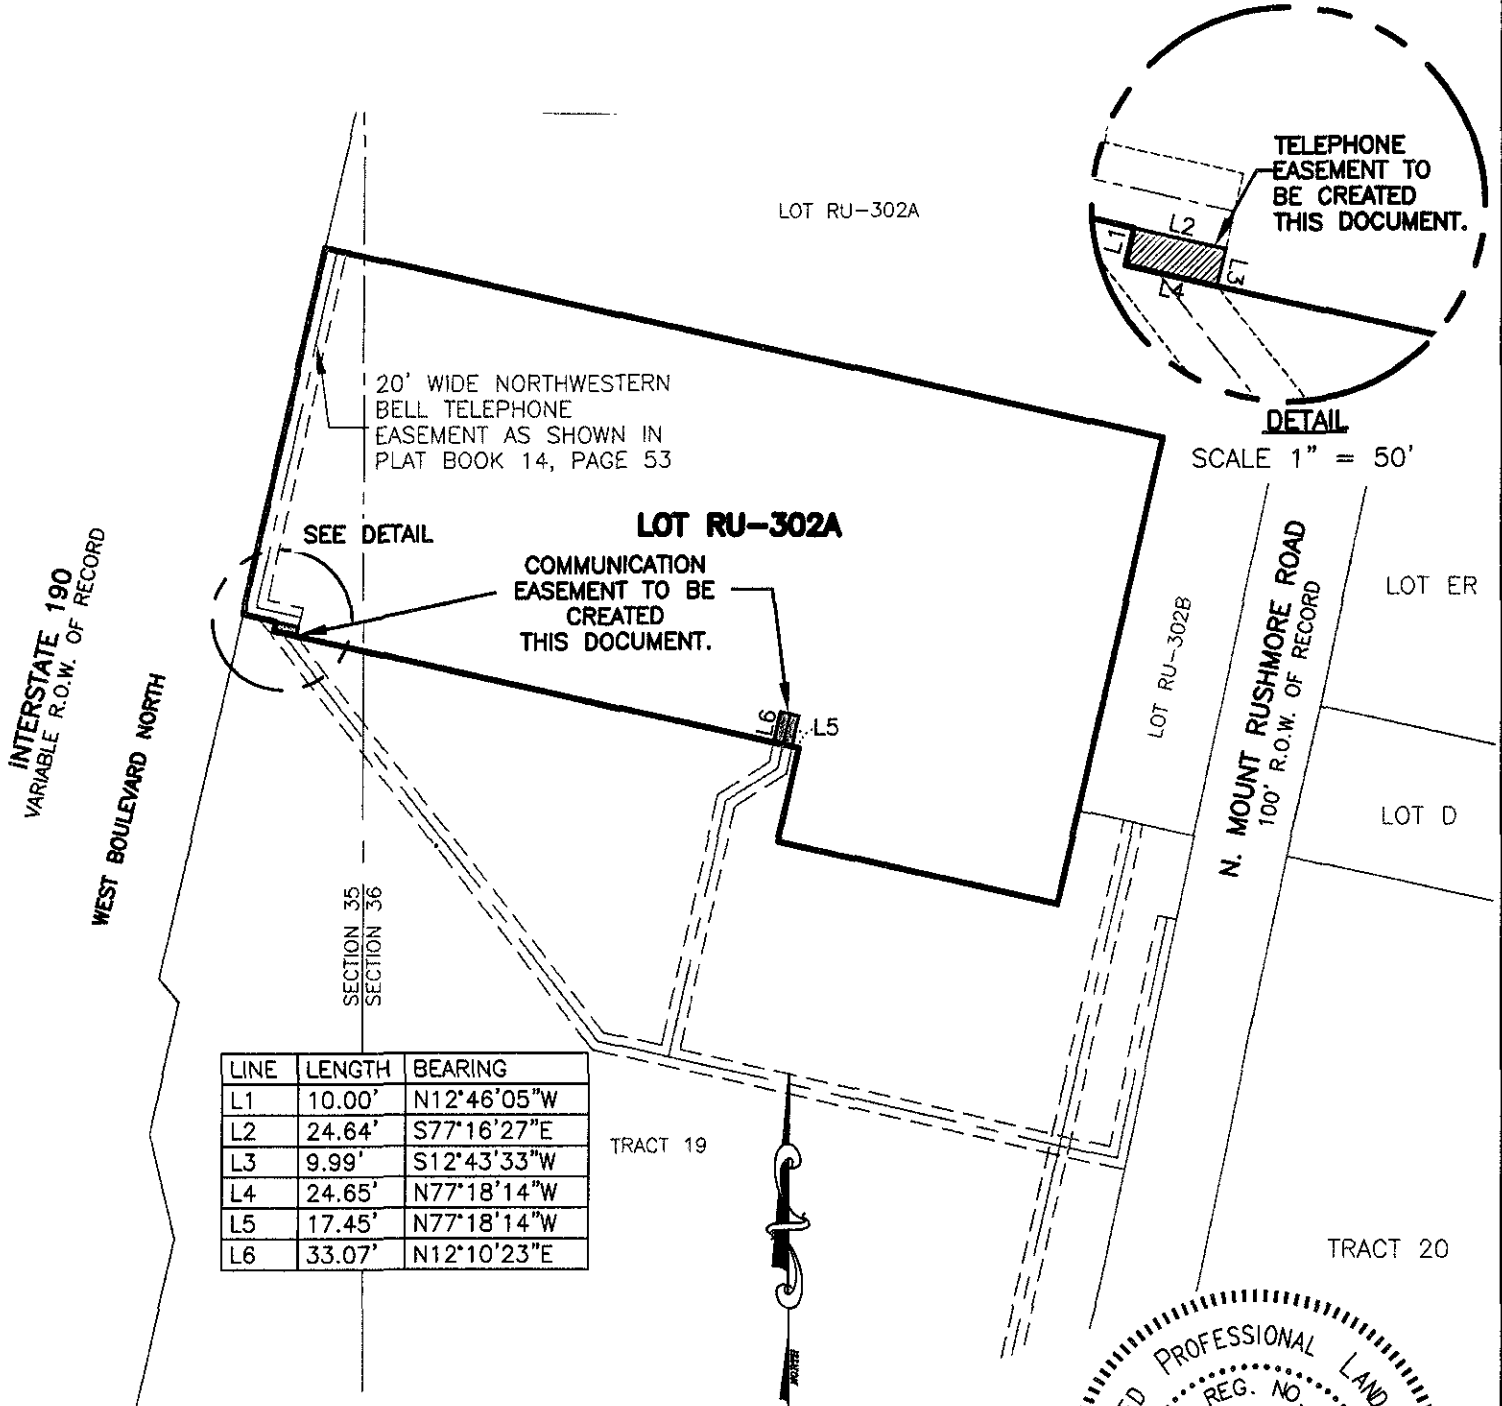 TELEPHONE
EASEMENT TO
BE CREATED
THIS DOCUMENT.
L1
L2
L3
L4
DETAIL
SCALE 1" = 50'
LOT RU-302A
20' WIDE NORTHWESTERN
BELL TELEPHONE
EASEMENT AS SHOWN IN
PLAT BOOK 14, PAGE 53
SEE DETAIL
LOT RU-302A
COMMUNICATION
EASEMENT TO BE
CREATED
THIS DOCUMENT.
L6
L5
INTERSTATE 190
VARIABLE R.O.W. OF RECORD
WEST BOULEVARD NORTH
LOT RU-302B
N. MOUNT RUSHMORE ROAD
100' R.O.W. OF RECORD
LOT ER
LOT D
SECTION 35
SECTION 36
LINE LENGTH BEARING
L1 10.00' N12°46'05"W
L2 24.64' S77°16'27"E
L3 9.99' S12°43'33"W
L4 24.65' N77°18'14"W
L5 17.45' N77°18'14"W
L6 33.07' N12°10'23"E
TRACT 19
TRACT 20
PROFESSIONAL LAND
REG. NO.